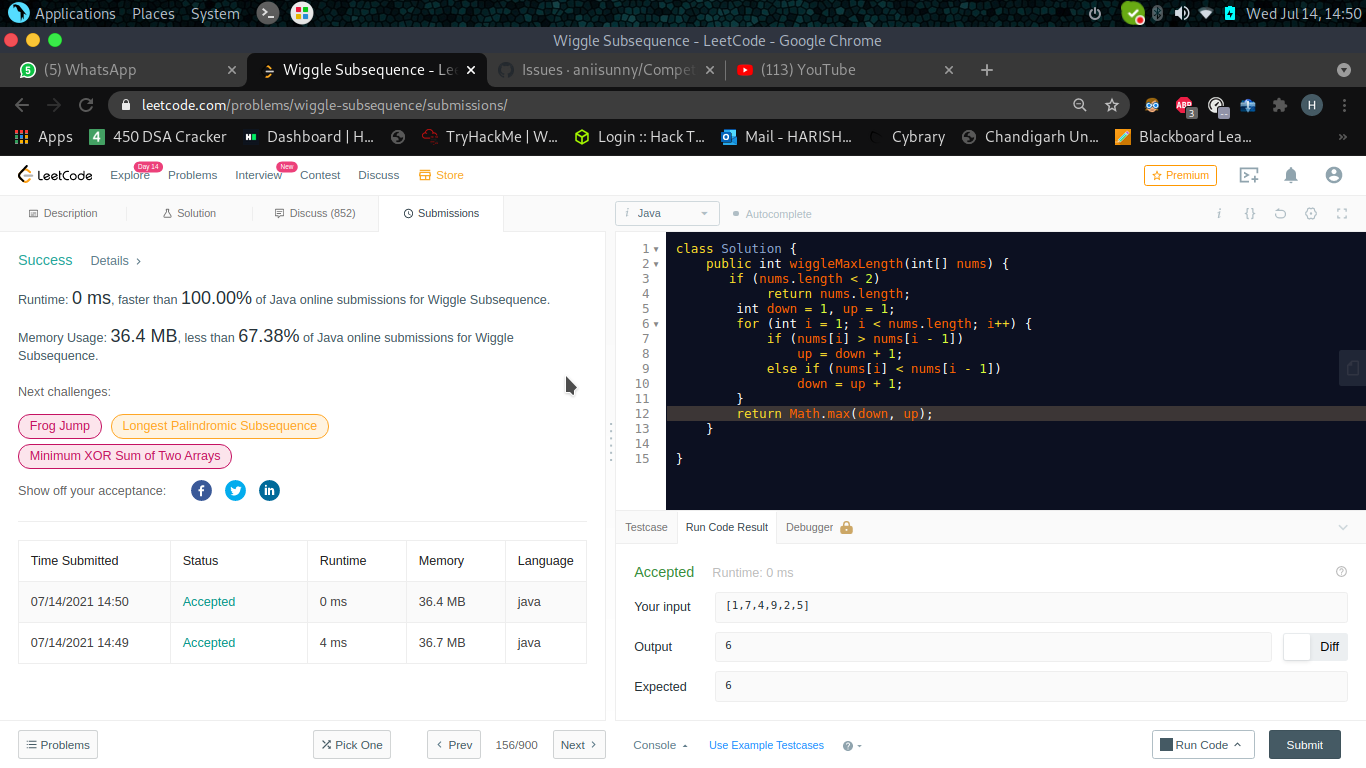 Applications Places System Wed Jul 14, 14:50
Wiggle Subsequence - LeetCode - Google Chrome
5 (5) WhatsApp Wiggle Subsequence - Le Issues · aniisunny/Compet (113) YouTube
leetcode.com/problems/wiggle-subsequence/submissions/ ABP 3 H
Apps 4 450 DSA Cracker Dashboard | H... TryHackMe | W... Login :: Hack T... Mail - HARISH... Cybrary Chandigarh Un... Blackboard Lea... »
LeetCode Explore Day 14 Problems Interview New Contest Discuss Store Premium
Description Solution Discuss (852) Submissions
i Java Autocomplete i {}
Success Details >
Runtime: 0 ms, faster than 100.00% of Java online submissions for Wiggle Subsequence.
Memory Usage: 36.4 MB, less than 67.38% of Java online submissions for Wiggle
Subsequence.
Next challenges:
Frog Jump Longest Palindromic Subsequence
Minimum XOR Sum of Two Arrays
Show off your acceptance:
Time Submitted Status Runtime Memory Language
07/14/2021 14:50 Accepted 0 ms 36.4 MB java
07/14/2021 14:49 Accepted 4 ms 36.7 MB java
Problems Pick One < Prev 156/900 Next >
1 class Solution {
2 public int wiggleMaxLength(int[] nums) {
3 if (nums.length < 2)
4 return nums.length;
5 int down = 1, up = 1;
6 for (int i = 1; i < nums.length; i++) {
7 if (nums[i] > nums[i - 1])
8 up = down + 1;
9 else if (nums[i] < nums[i - 1])
10 down = up + 1;
11 }
12 return Math.max(down, up);
13 }
14
15 }
Testcase Run Code Result Debugger
Accepted Runtime: 0 ms
Your input [1,7,4,9,2,5]
Output 6 Diff
Expected 6
Console Use Example Testcases Run Code Submit